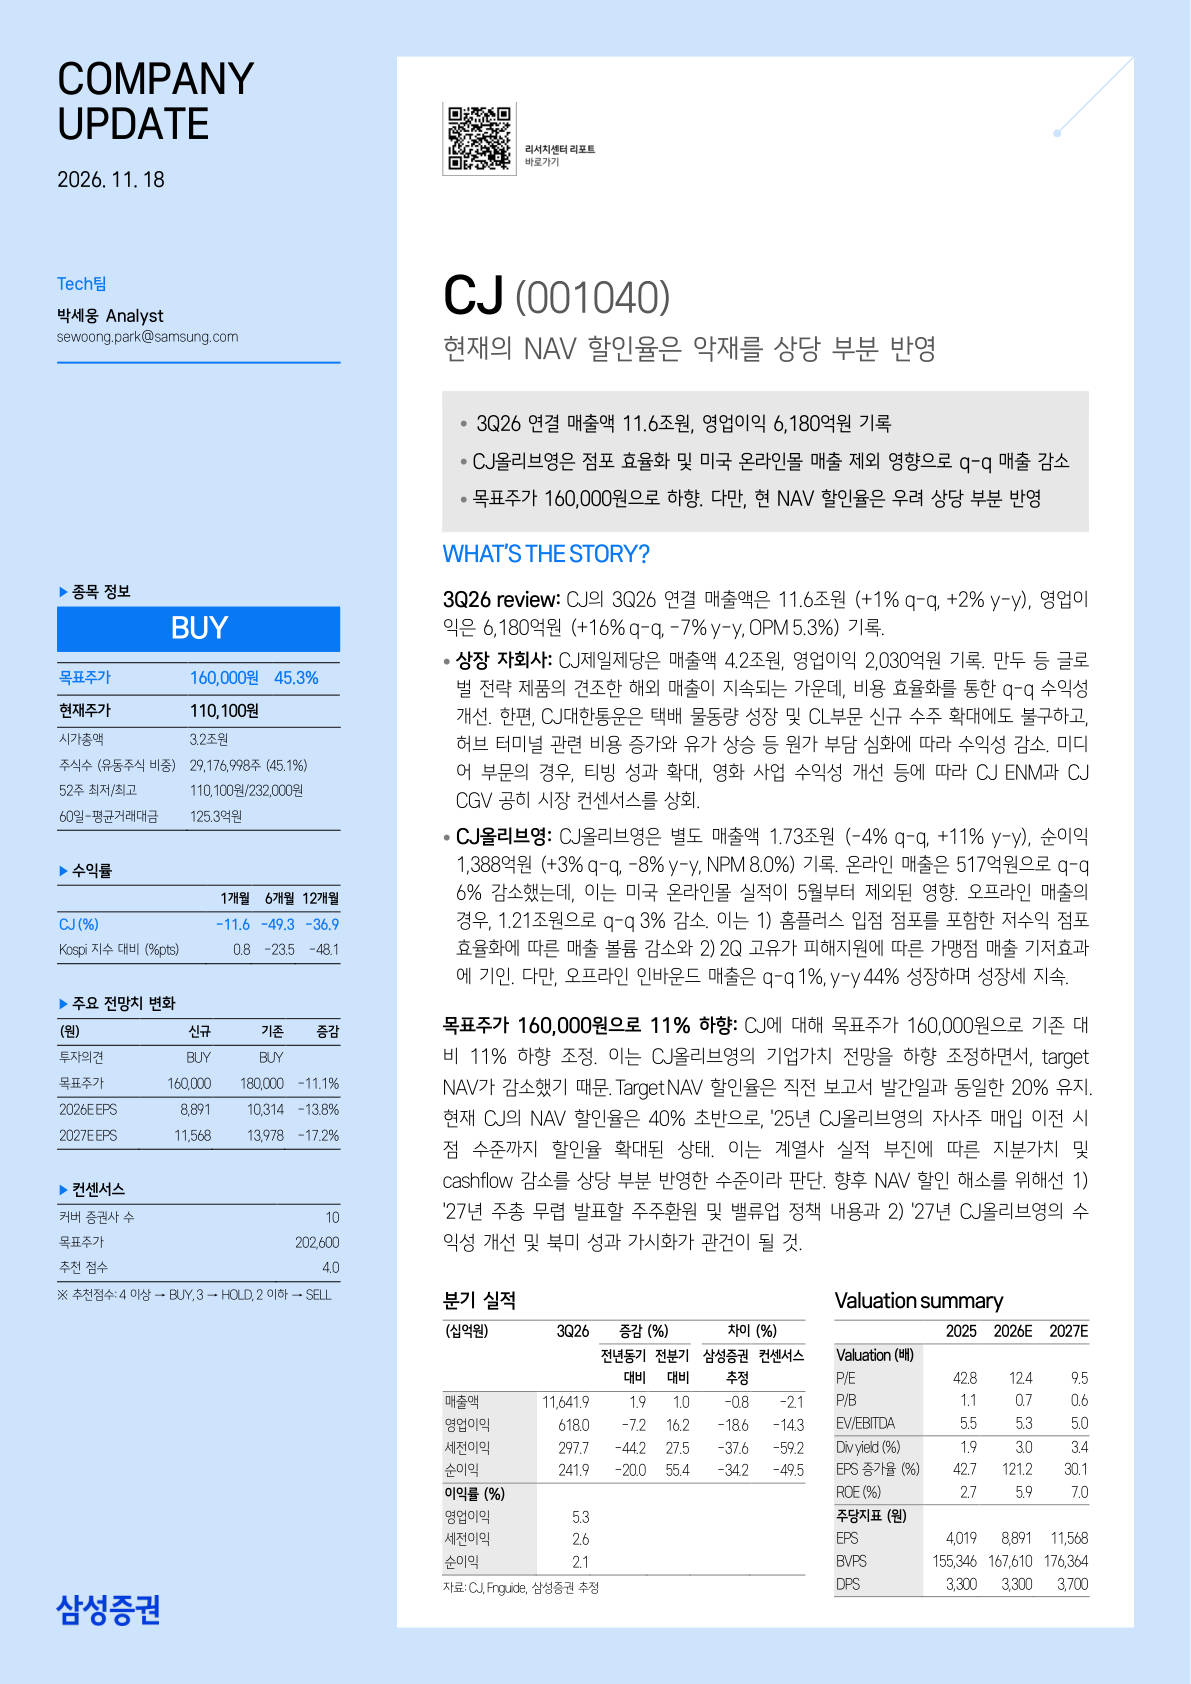 COMPANY
UPDATE
2026. 11. 18
Tech팀
박세웅 Analyst
sewoong.park@samsung.com
▶ 종목 정보
BUY
목표주가 160,000원 45.3%
현재주가 110,100원
시가총액 3.2조원
주식수 (유동주식 비중) 29,176,998주 (45.1%)
52주 최저/최고 110,100원/232,000원
60일-평균거래대금 125.3억원
▶ 수익률
1개월 6개월 12개월
CJ (%) -11.6 -49.3 -36.9
Kospi 지수 대비 (%pts) 0.8 -23.5 -48.1
▶ 주요 전망치 변화
(원) 신규 기존 증감
투자의견 BUY BUY
목표주가 160,000 180,000 -11.1%
2026E EPS 8,891 10,314 -13.8%
2027E EPS 11,568 13,978 -17.2%
▶ 컨센서스
커버 증권사 수 10
목표주가 202,600
추천 점수 4.0
※ 추천점수: 4 이상 → BUY, 3 → HOLD, 2 이하 → SELL
삼성증권
리서치센터 리포트
바로가기
CJ (001040)
현재의 NAV 할인율은 악재를 상당 부분 반영
• 3Q26 연결 매출액 11.6조원, 영업이익 6,180억원 기록
• CJ올리브영은 점포 효율화 및 미국 온라인몰 매출 제외 영향으로 q-q 매출 감소
• 목표주가 160,000원으로 하향. 다만, 현 NAV 할인율은 우려 상당 부분 반영
WHAT'S THE STORY?
3Q26 review: CJ의 3Q26 연결 매출액은 11.6조원 (+1% q-q, +2% y-y), 영업이
익은 6,180억원 (+16% q-q, -7% y-y, OPM 5.3%) 기록.
• 상장 자회사: CJ제일제당은 매출액 4.2조원, 영업이익 2,030억원 기록. 만두 등 글로
벌 전략 제품의 견조한 해외 매출이 지속되는 가운데, 비용 효율화를 통한 q-q 수익성
개선. 한편, CJ대한통운은 택배 물동량 성장 및 CL부문 신규 수주 확대에도 불구하고,
허브 터미널 관련 비용 증가와 유가 상승 등 원가 부담 심화에 따라 수익성 감소. 미디
어 부문의 경우, 티빙 성과 확대, 영화 사업 수익성 개선 등에 따라 CJ ENM과 CJ
CGV 공히 시장 컨센서스를 상회.
• CJ올리브영: CJ올리브영은 별도 매출액 1.73조원 (-4% q-q, +11% y-y), 순이익
1,388억원 (+3% q-q, -8% y-y, NPM 8.0%) 기록. 온라인 매출은 517억원으로 q-q
6% 감소했는데, 이는 미국 온라인몰 실적이 5월부터 제외된 영향. 오프라인 매출의
경우, 1.21조원으로 q-q 3% 감소. 이는 1) 홈플러스 입점 점포를 포함한 저수익 점포
효율화에 따른 매출 볼륨 감소와 2) 2Q 고유가 피해지원에 따른 가맹점 매출 기저효과
에 기인. 다만, 오프라인 인바운드 매출은 q-q 1%, y-y 44% 성장하며 성장세 지속.
목표주가 160,000원으로 11% 하향: CJ에 대해 목표주가 160,000원으로 기존 대
비 11% 하향 조정. 이는 CJ올리브영의 기업가치 전망을 하향 조정하면서, target
NAV가 감소했기 때문. Target NAV 할인율은 직전 보고서 발간일과 동일한 20% 유지.
현재 CJ의 NAV 할인율은 40% 초반으로, '25년 CJ올리브영의 자사주 매입 이전 시
점 수준까지 할인율 확대된 상태. 이는 계열사 실적 부진에 따른 지분가치 및
cashflow 감소를 상당 부분 반영한 수준이라 판단. 향후 NAV 할인 해소를 위해선 1)
'27년 주총 무렵 발표할 주주환원 및 밸류업 정책 내용과 2) '27년 CJ올리브영의 수
익성 개선 및 북미 성과 가시화가 관건이 될 것.
분기 실적
(십억원) 3Q26 증감 (%) 차이 (%)
전년동기 전분기 삼성증권 컨센서스
대비 대비 추정
매출액 11,641.9 1.9 1.0 -0.8 -2.1
영업이익 618.0 -7.2 16.2 -18.6 -14.3
세전이익 297.7 -44.2 27.5 -37.6 -59.2
순이익 241.9 -20.0 55.4 -34.2 -49.5
이익률 (%)
영업이익 5.3
세전이익 2.6
순이익 2.1
자료: CJ, Fnguide, 삼성증권 추정
Valuation summary
2025 2026E 2027E
Valuation (배)
P/E 42.8 12.4 9.5
P/B 1.1 0.7 0.6
EV/EBITDA 5.5 5.3 5.0
Div yield (%) 1.9 3.0 3.4
EPS 증가율 (%) 42.7 121.2 30.1
ROE (%) 2.7 5.9 7.0
주당지표 (원)
EPS 4,019 8,891 11,568
BVPS 155,346 167,610 176,364
DPS 3,300 3,300 3,700